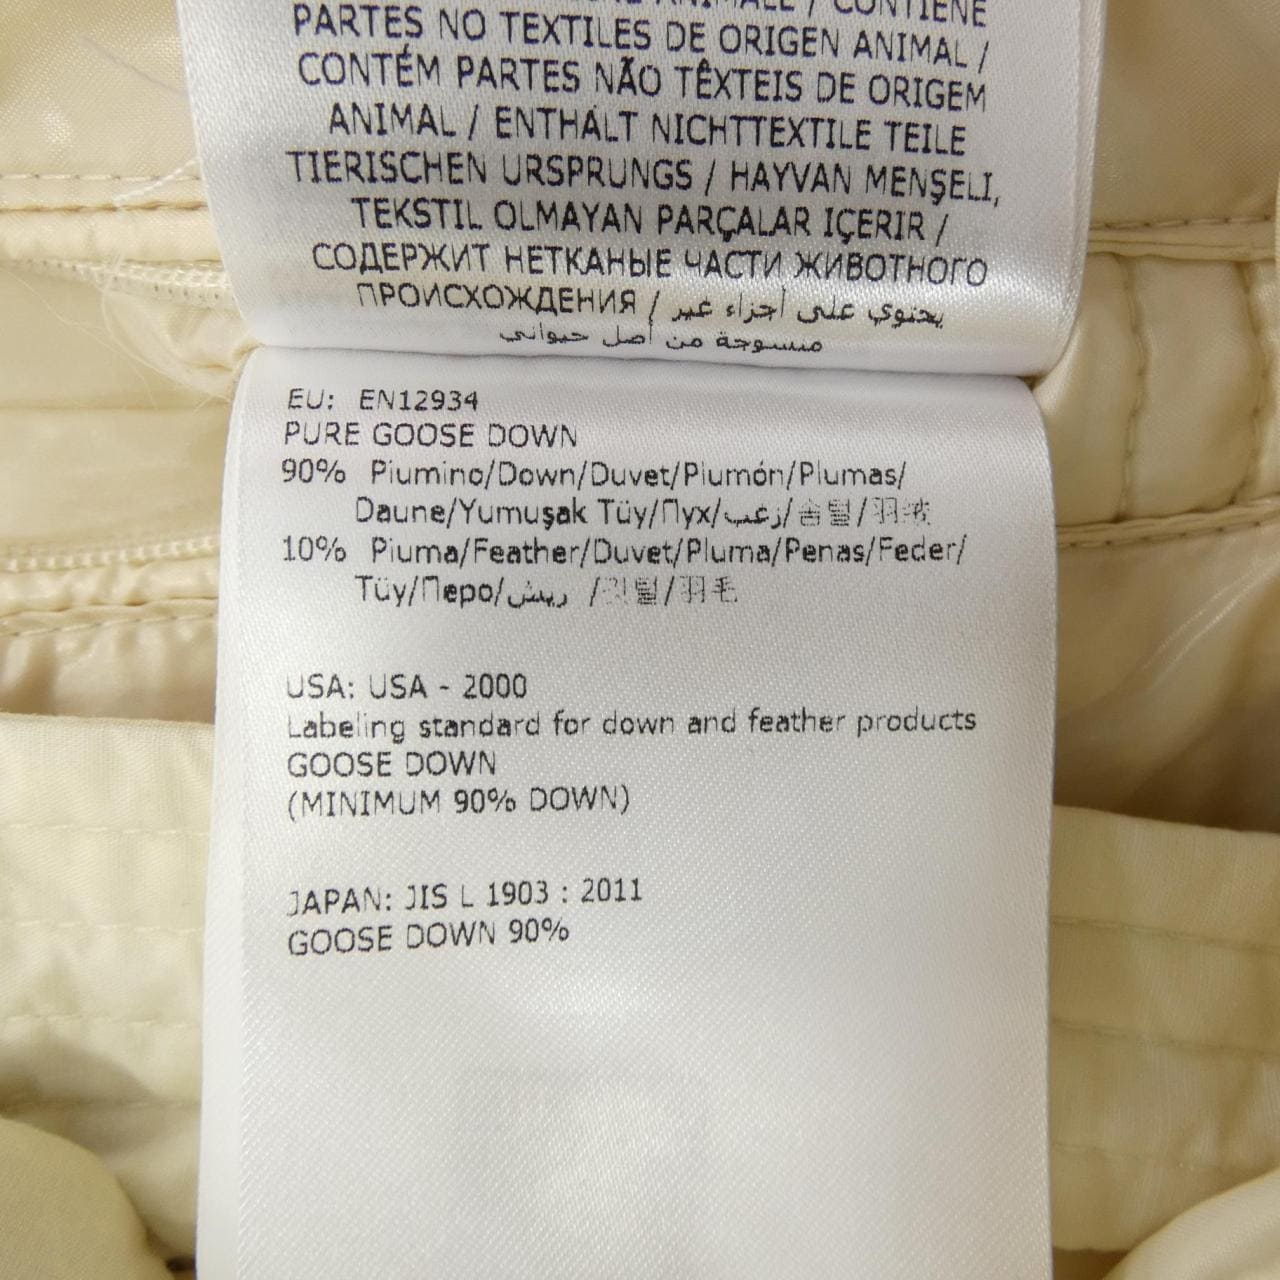 ANIMALE / CONTIENE
PARTES NO TEXTILES DE ORIGEN ANIMAL /
CONTÉM PARTES NÃO TÊXTEIS DE ORIGEM
ANIMAL / ENTHÄLT NICHTTEXTILE TEILE
TIERISCHEN URSPRUNGS / HAYVAN MENŞELI,
TEKSTIL OLMAYAN PARÇALAR IÇERIR /
СОДЕРЖИТ НЕТКАНЫЕ ЧАСТИ ЖИВОТНОГО
ПРОИСХОЖДЕНИЯ / يحتوي على أجزاء غير
منسوجة من أصل حيواني
EU: EN12934
PURE GOOSE DOWN
90% Piumino/Down/Duvet/Plumón/Plumas/
Daune/Yumuşak Tüy/Пух/زغب/솜털/羽绒
10% Piuma/Feather/Duvet/Pluma/Penas/Feder/
Tüy/Перо/ريش /깃털/羽毛
USA: USA - 2000
Labeling standard for down and feather products
GOOSE DOWN
(MINIMUM 90% DOWN)
JAPAN: JIS L 1903 : 2011
GOOSE DOWN 90%